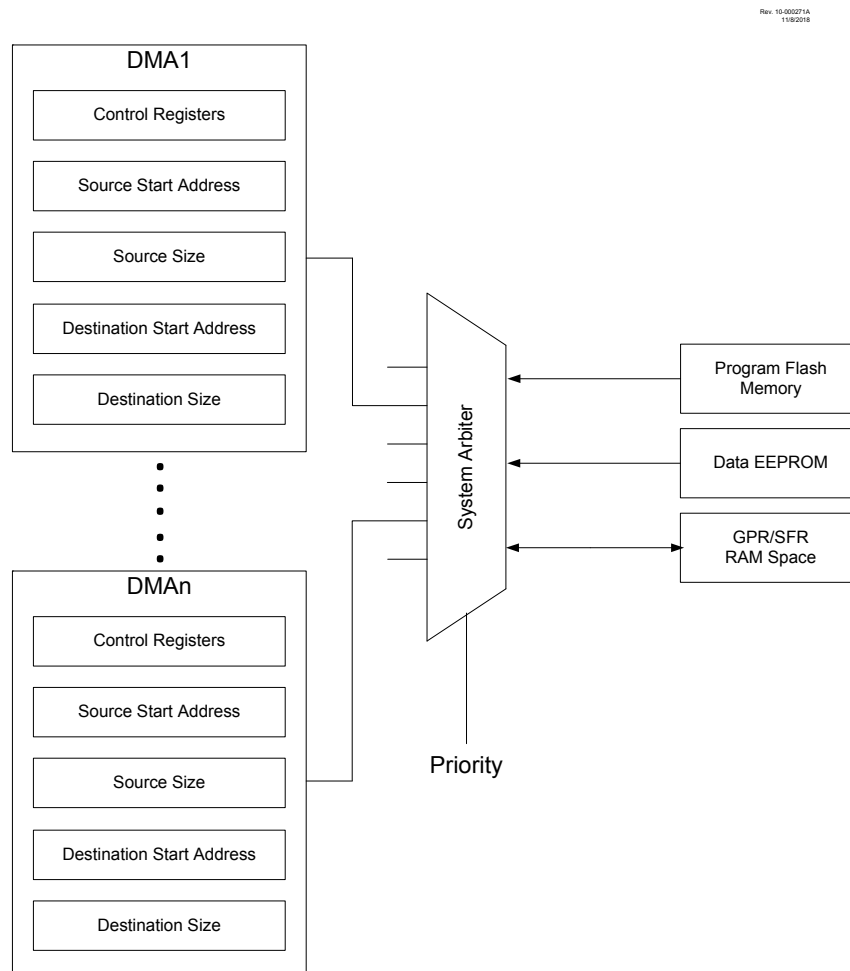 Rev. 10-000271A
11/8/2018
DMA1
Control Registers
Source Start Address
Source Size
Destination Start Address
Destination Size
System Arbiter
Program Flash
Memory
Data EEPROM
GPR/SFR
RAM Space
Priority
DMAn
Control Registers
Source Start Address
Source Size
Destination Start Address
Destination Size